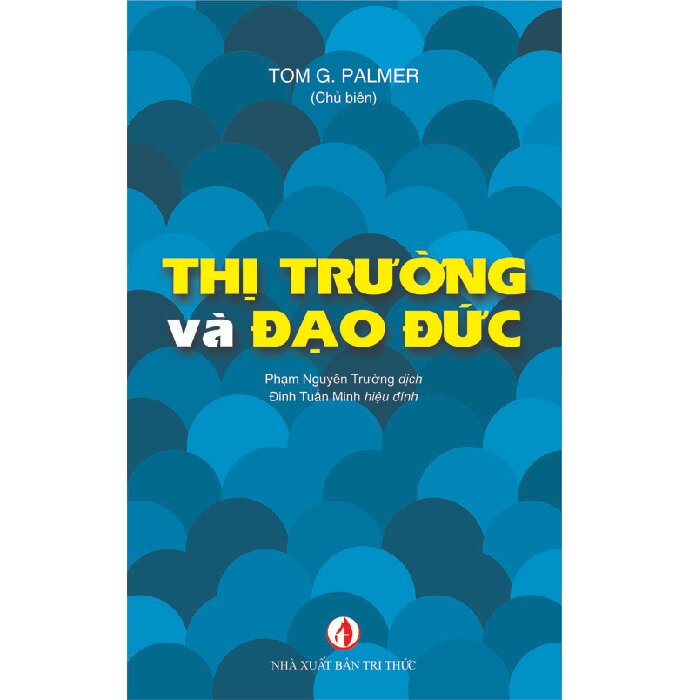 TOM G. PALMER
(Chủ biên)
THỊ TRƯỜNG
và ĐẠO ĐỨC
Phạm Nguyên Trường dịch
Đinh Tuấn Minh hiệu đính
NHÀ XUẤT BẢN TRI THỨC